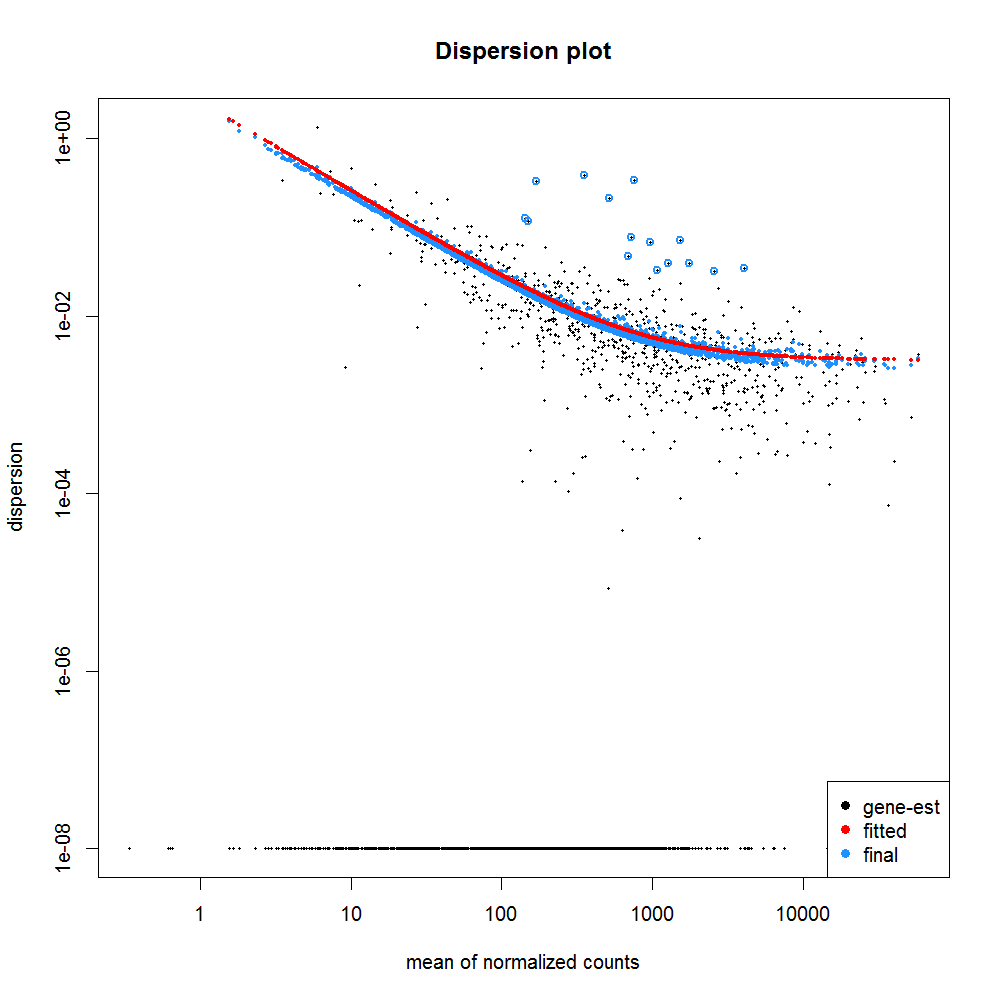 Dispersion plot
1e+00
1e-02
1e-04
1e-06
1e-08
dispersion
gene-est
fitted
final
1 10 100 1000 10000
mean of normalized counts